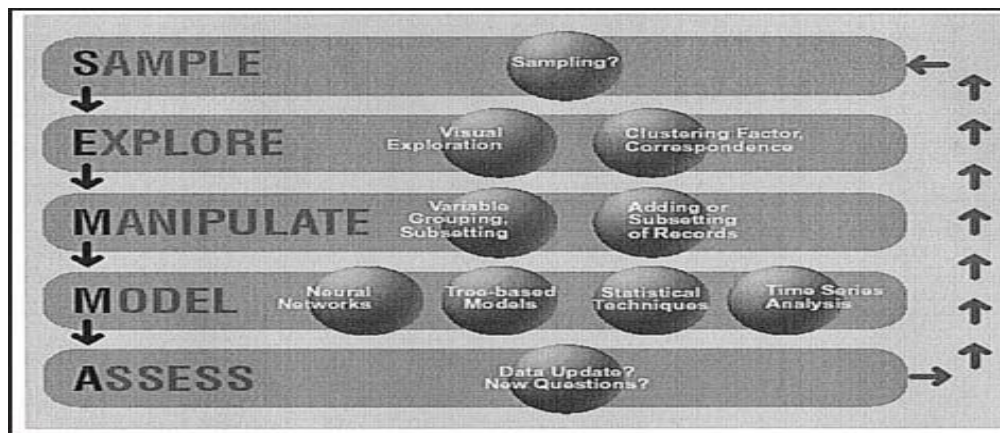 SAMPLE
Sampling?
EXPLORE
Visual
Exploration
Clustering Factor,
Correspondence
MANIPULATE
Variable
Grouping,
Subsetting
Adding or
Subsetting
of Records
MODEL
Neural
Networks
Tree-based
Models
Statistical
Techniques
Time Series
Analysis
ASSESS
Data Update?
New Questions?